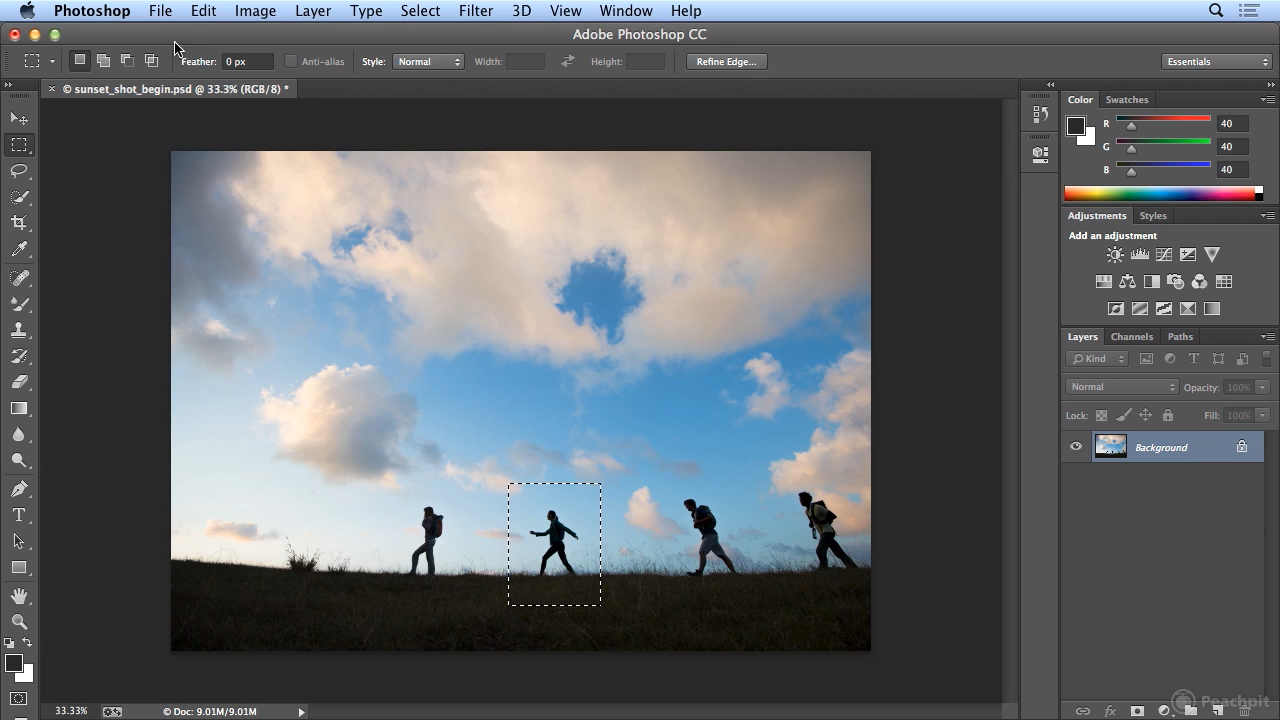 Photoshop File Edit Image Layer Type Select Filter 3D View Window Help
Adobe Photoshop CC
Feather: 0 px Anti-alias Style: Normal Width: Height: Refine Edge... Essentials
× © sunset_shot_begin.psd @ 33.3% (RGB/8) *
Color Swatches
R 40
G 40
B 40
Adjustments Styles
Add an adjustment
Layers Channels Paths
Kind
Normal Opacity: 100%
Lock: Fill: 100%
Background
33.33% © Doc: 9.01M/9.01M
Peachpit